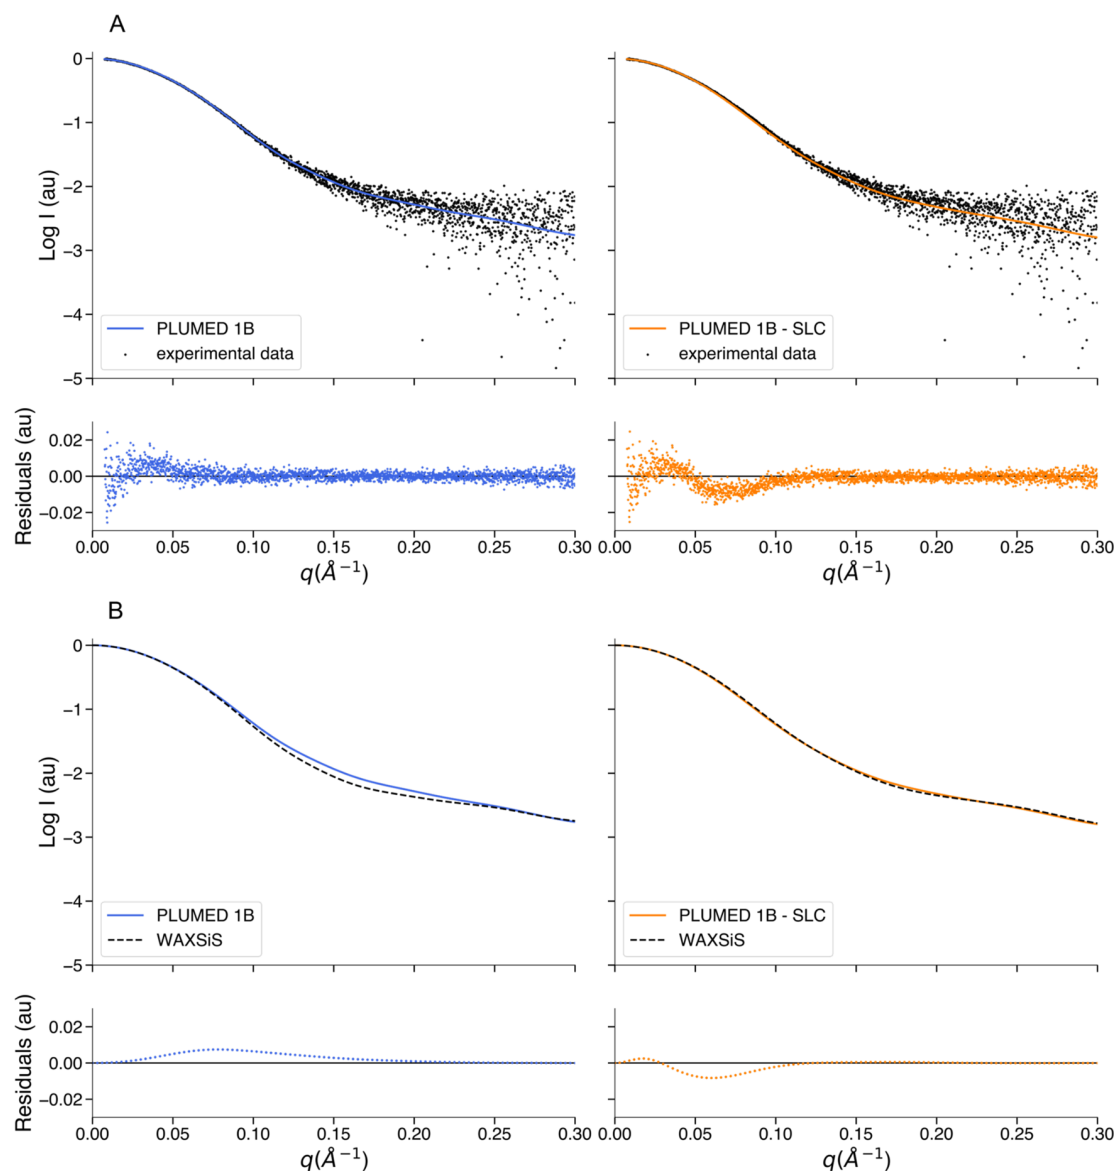 A
0
−1
−2
−3
−4
−5
Log I (au)
PLUMED 1B
experimental data
PLUMED 1B - SLC
experimental data
0.02
0.00
−0.02
Residuals (au)
0.00 0.05 0.10 0.15 0.20 0.25 0.30
q(Å⁻¹)
0.00 0.05 0.10 0.15 0.20 0.25 0.30
q(Å⁻¹)
B
0
−1
−2
−3
−4
−5
Log I (au)
PLUMED 1B
WAXSiS
PLUMED 1B - SLC
WAXSiS
0.02
0.00
−0.02
Residuals (au)
0.00 0.05 0.10 0.15 0.20 0.25 0.30
q(Å⁻¹)
0.00 0.05 0.10 0.15 0.20 0.25 0.30
q(Å⁻¹)